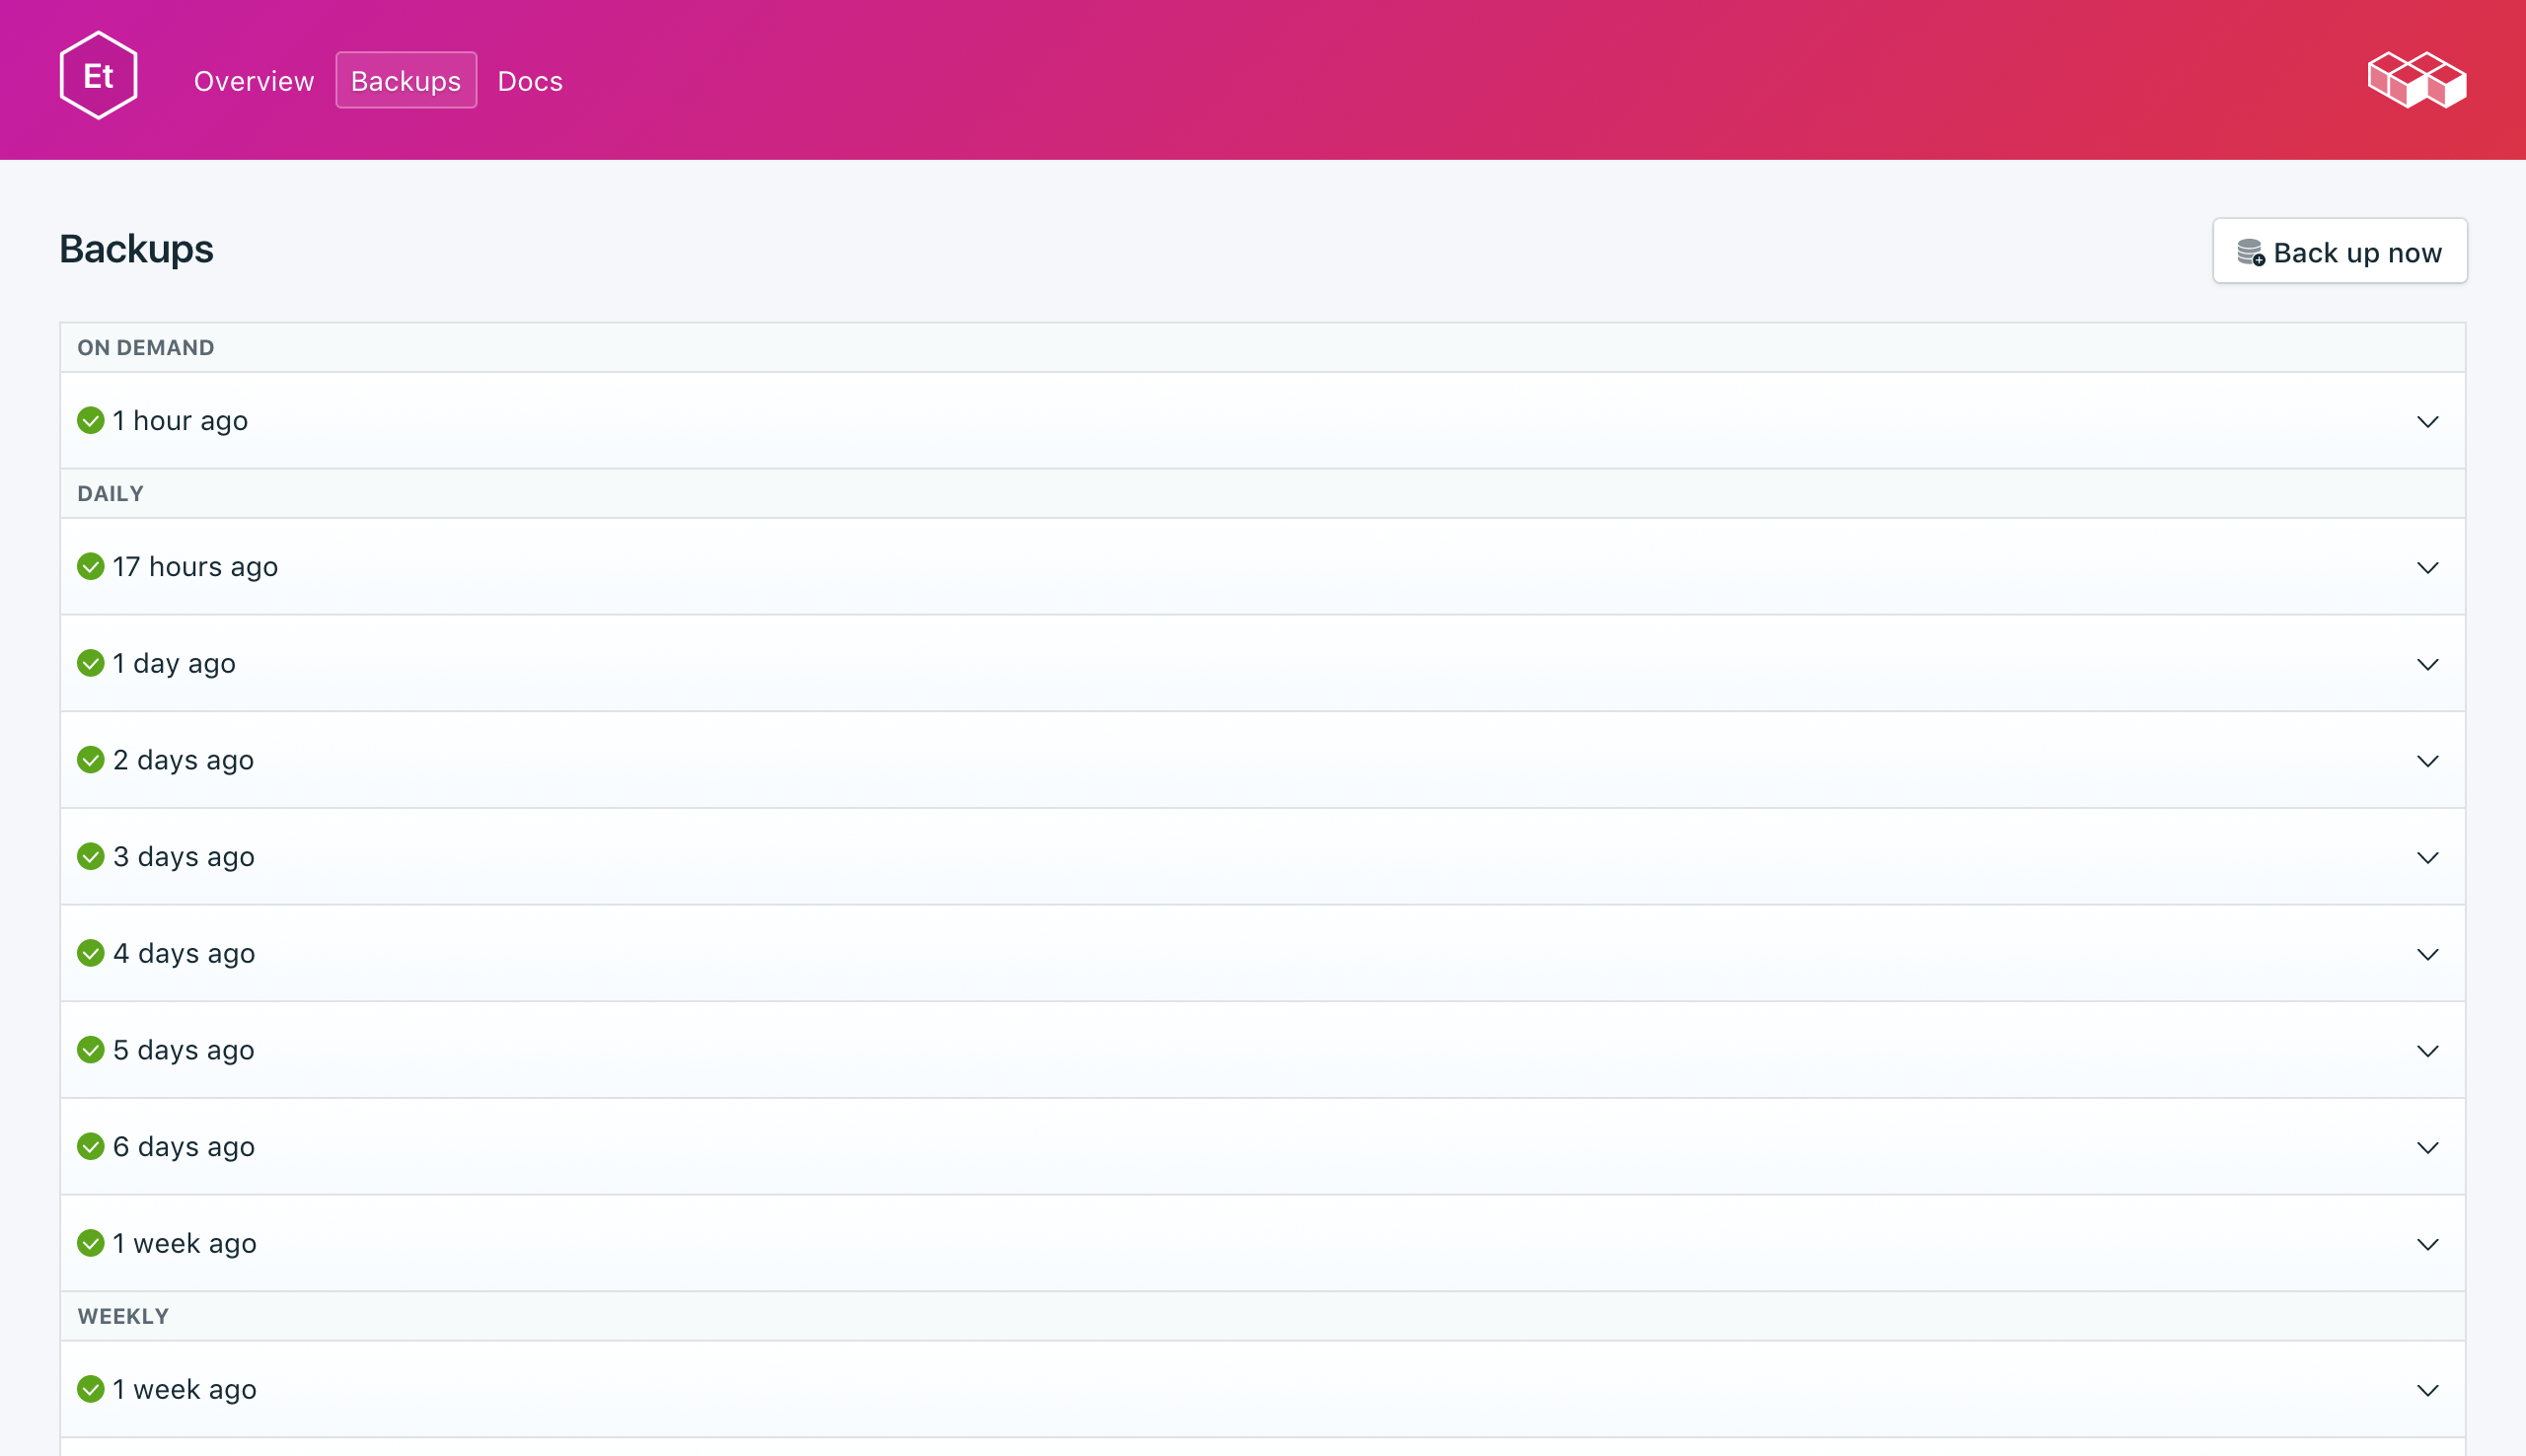 Et
Overview Backups Docs
Backups
Back up now
ON DEMAND
1 hour ago
DAILY
17 hours ago
1 day ago
2 days ago
3 days ago
4 days ago
5 days ago
6 days ago
1 week ago
WEEKLY
1 week ago